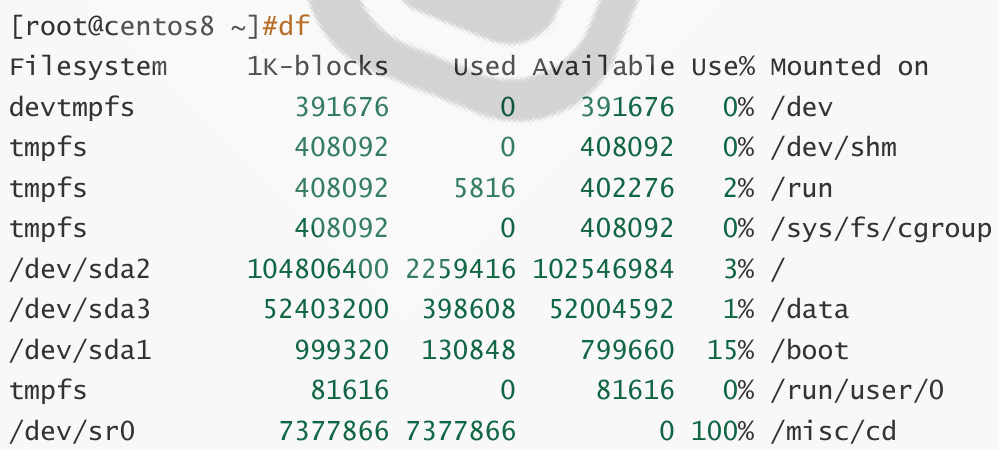 [root@centos8 ~]#df
Filesystem     1K-blocks    Used Available Use% Mounted on
devtmpfs          391676       0    391676   0% /dev
tmpfs             408092       0    408092   0% /dev/shm
tmpfs             408092    5816    402276   2% /run
tmpfs             408092       0    408092   0% /sys/fs/cgroup
/dev/sda2      104806400 2259416 102546984   3% /
/dev/sda3       52403200  398608  52004592   1% /data
/dev/sda1         999320  130848    799660  15% /boot
tmpfs              81616       0     81616   0% /run/user/0
/dev/sr0         7377866 7377866         0 100% /misc/cd